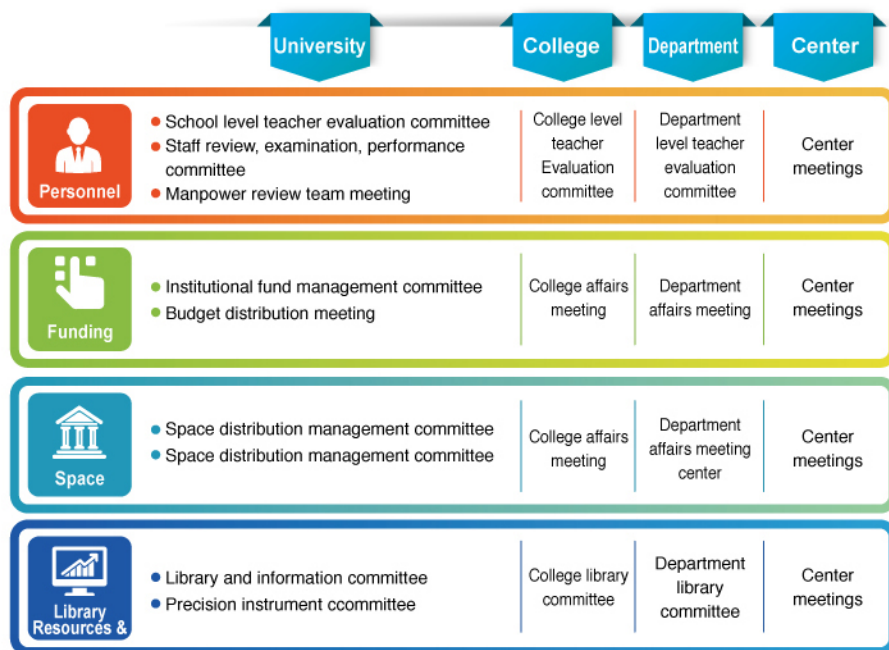 University College Department Center
School level teacher evaluation committee
Staff review, examination, performance
committee
Manpower review team meeting
Personnel
College level
teacher
Evaluation
committee
Department
level teacher
evaluation
committee
Center
meetings
Institutional fund management committee
Budget distribution meeting
Funding
College affairs
meeting
Department
affairs meeting
Center
meetings
Space distribution management committee
Space distribution management committee
Space
College affairs
meeting
Department
affairs meeting
center
Center
meetings
Library and information committee
Precision instrument ccommittee
Library
Resources &
College library
committee
Department
library
committee
Center
meetings